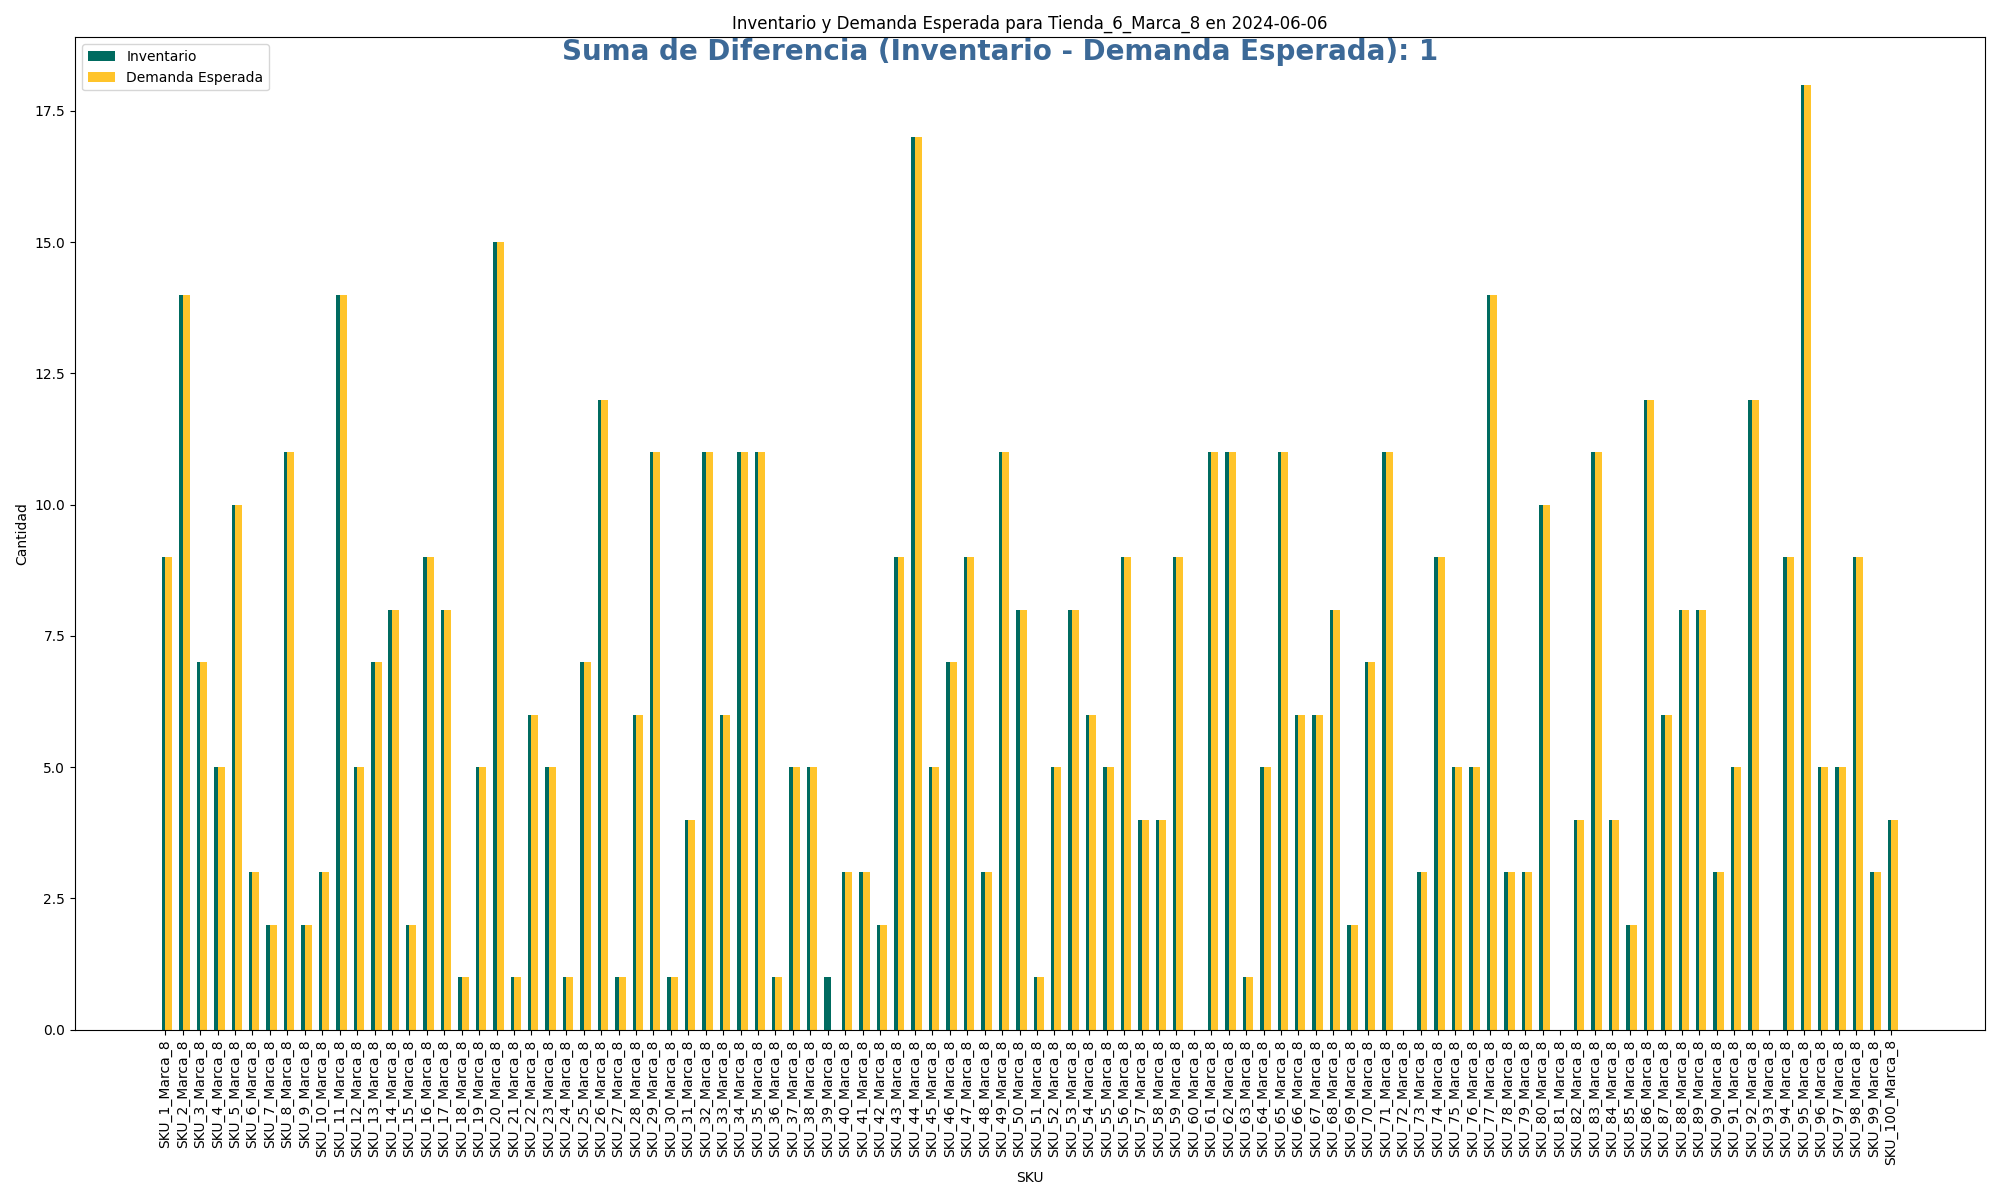 Inventario y Demanda Esperada para Tienda_6_Marca_8 en 2024-06-06
Suma de Diferencia (Inventario - Demanda Esperada): 1
Inventario
Demanda Esperada
Cantidad
17.5
15.0
12.5
10.0
7.5
5.0
2.5
0.0
SKU_1_Marca_8
SKU_2_Marca_8
SKU_3_Marca_8
SKU_4_Marca_8
SKU_5_Marca_8
SKU_6_Marca_8
SKU_7_Marca_8
SKU_8_Marca_8
SKU_9_Marca_8
SKU_10_Marca_8
SKU_11_Marca_8
SKU_12_Marca_8
SKU_13_Marca_8
SKU_14_Marca_8
SKU_15_Marca_8
SKU_16_Marca_8
SKU_17_Marca_8
SKU_18_Marca_8
SKU_19_Marca_8
SKU_20_Marca_8
SKU_21_Marca_8
SKU_22_Marca_8
SKU_23_Marca_8
SKU_24_Marca_8
SKU_25_Marca_8
SKU_26_Marca_8
SKU_27_Marca_8
SKU_28_Marca_8
SKU_29_Marca_8
SKU_30_Marca_8
SKU_31_Marca_8
SKU_32_Marca_8
SKU_33_Marca_8
SKU_34_Marca_8
SKU_35_Marca_8
SKU_36_Marca_8
SKU_37_Marca_8
SKU_38_Marca_8
SKU_39_Marca_8
SKU_40_Marca_8
SKU_41_Marca_8
SKU_42_Marca_8
SKU_43_Marca_8
SKU_44_Marca_8
SKU_45_Marca_8
SKU_46_Marca_8
SKU_47_Marca_8
SKU_48_Marca_8
SKU_49_Marca_8
SKU_50_Marca_8
SKU_51_Marca_8
SKU_52_Marca_8
SKU_53_Marca_8
SKU_54_Marca_8
SKU_55_Marca_8
SKU_56_Marca_8
SKU_57_Marca_8
SKU_58_Marca_8
SKU_59_Marca_8
SKU_60_Marca_8
SKU_61_Marca_8
SKU_62_Marca_8
SKU_63_Marca_8
SKU_64_Marca_8
SKU_65_Marca_8
SKU_66_Marca_8
SKU_67_Marca_8
SKU_68_Marca_8
SKU_69_Marca_8
SKU_70_Marca_8
SKU_71_Marca_8
SKU_72_Marca_8
SKU_73_Marca_8
SKU_74_Marca_8
SKU_75_Marca_8
SKU_76_Marca_8
SKU_77_Marca_8
SKU_78_Marca_8
SKU_79_Marca_8
SKU_80_Marca_8
SKU_81_Marca_8
SKU_82_Marca_8
SKU_83_Marca_8
SKU_84_Marca_8
SKU_85_Marca_8
SKU_86_Marca_8
SKU_87_Marca_8
SKU_88_Marca_8
SKU_89_Marca_8
SKU_90_Marca_8
SKU_91_Marca_8
SKU_92_Marca_8
SKU_93_Marca_8
SKU_94_Marca_8
SKU_95_Marca_8
SKU_96_Marca_8
SKU_97_Marca_8
SKU_98_Marca_8
SKU_99_Marca_8
SKU_100_Marca_8
SKU